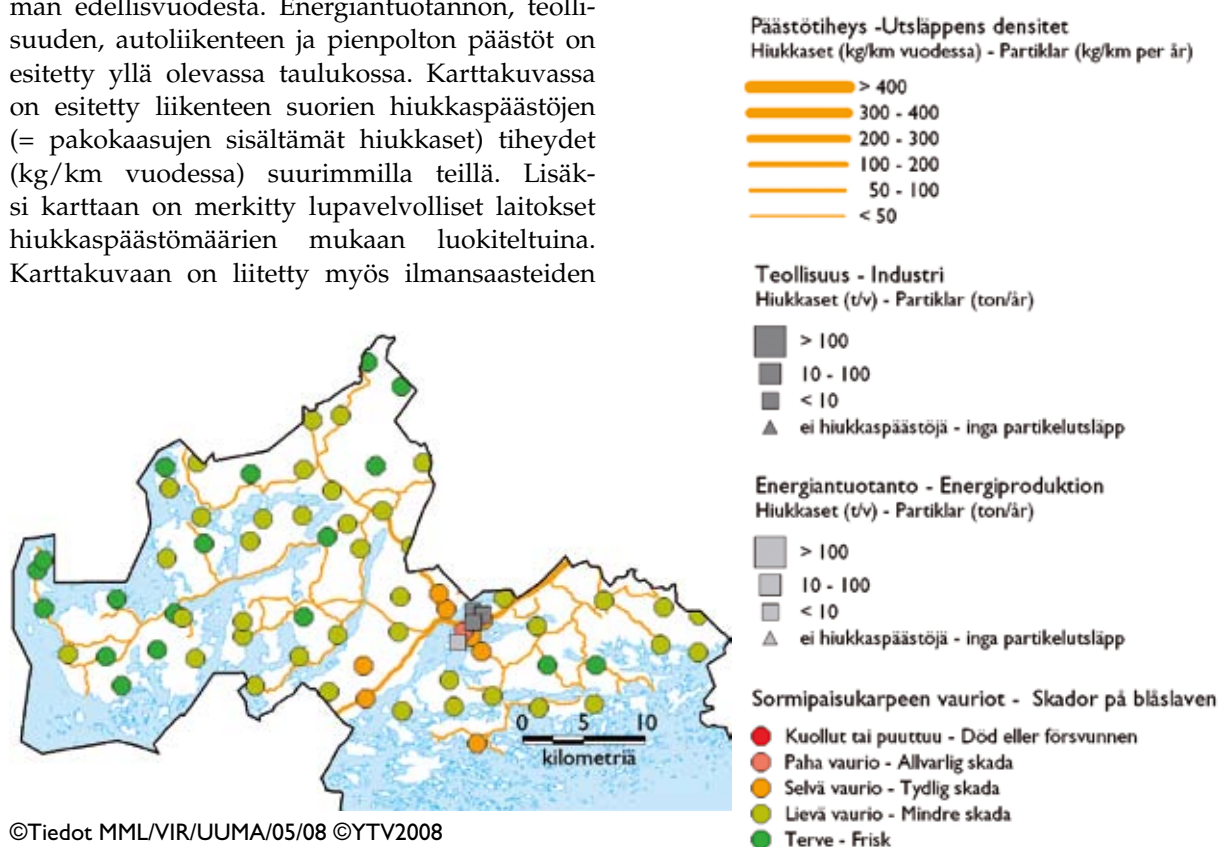 män edellisvuodesta. Energiantuotannon, teolli-
suuden, autoliikenteen ja pienpolton päästöt on
esitetty yllä olevassa taulukossa. Karttakuvassa
on esitetty liikenteen suorien hiukkaspäästöjen
(= pakokaasujen sisältämät hiukkaset) tiheydet
(kg/km vuodessa) suurimmilla teillä. Lisäk-
si karttaan on merkitty lupavelvolliset laitokset
hiukkaspäästömäärien mukaan luokiteltuina.
Karttakuvaan on liitetty myös ilmansaasteiden
0 5 10
kilometriä
©Tiedot MML/VIR/UUMA/05/08 ©YTV2008
Päästötiheys -Utsläppens densitet
Hiukkaset (kg/km vuodessa) - Partiklar (kg/km per år)
> 400
300 - 400
200 - 300
100 - 200
50 - 100
< 50
Teollisuus - Industri
Hiukkaset (t/v) - Partiklar (ton/år)
> 100
10 - 100
< 10
ei hiukkaspäästöjä - inga partikelutsläpp
Energiantuotanto - Energiproduktion
Hiukkaset (t/v) - Partiklar (ton/år)
> 100
10 - 100
< 10
ei hiukkaspäästöjä - inga partikelutsläpp
Sormipaisukarpeen vauriot - Skador på blåslaven
Kuollut tai puuttuu - Död eller försvunnen
Paha vaurio - Allvarlig skada
Selvä vaurio - Tydlig skada
Lievä vaurio - Mindre skada
Terve - Frisk